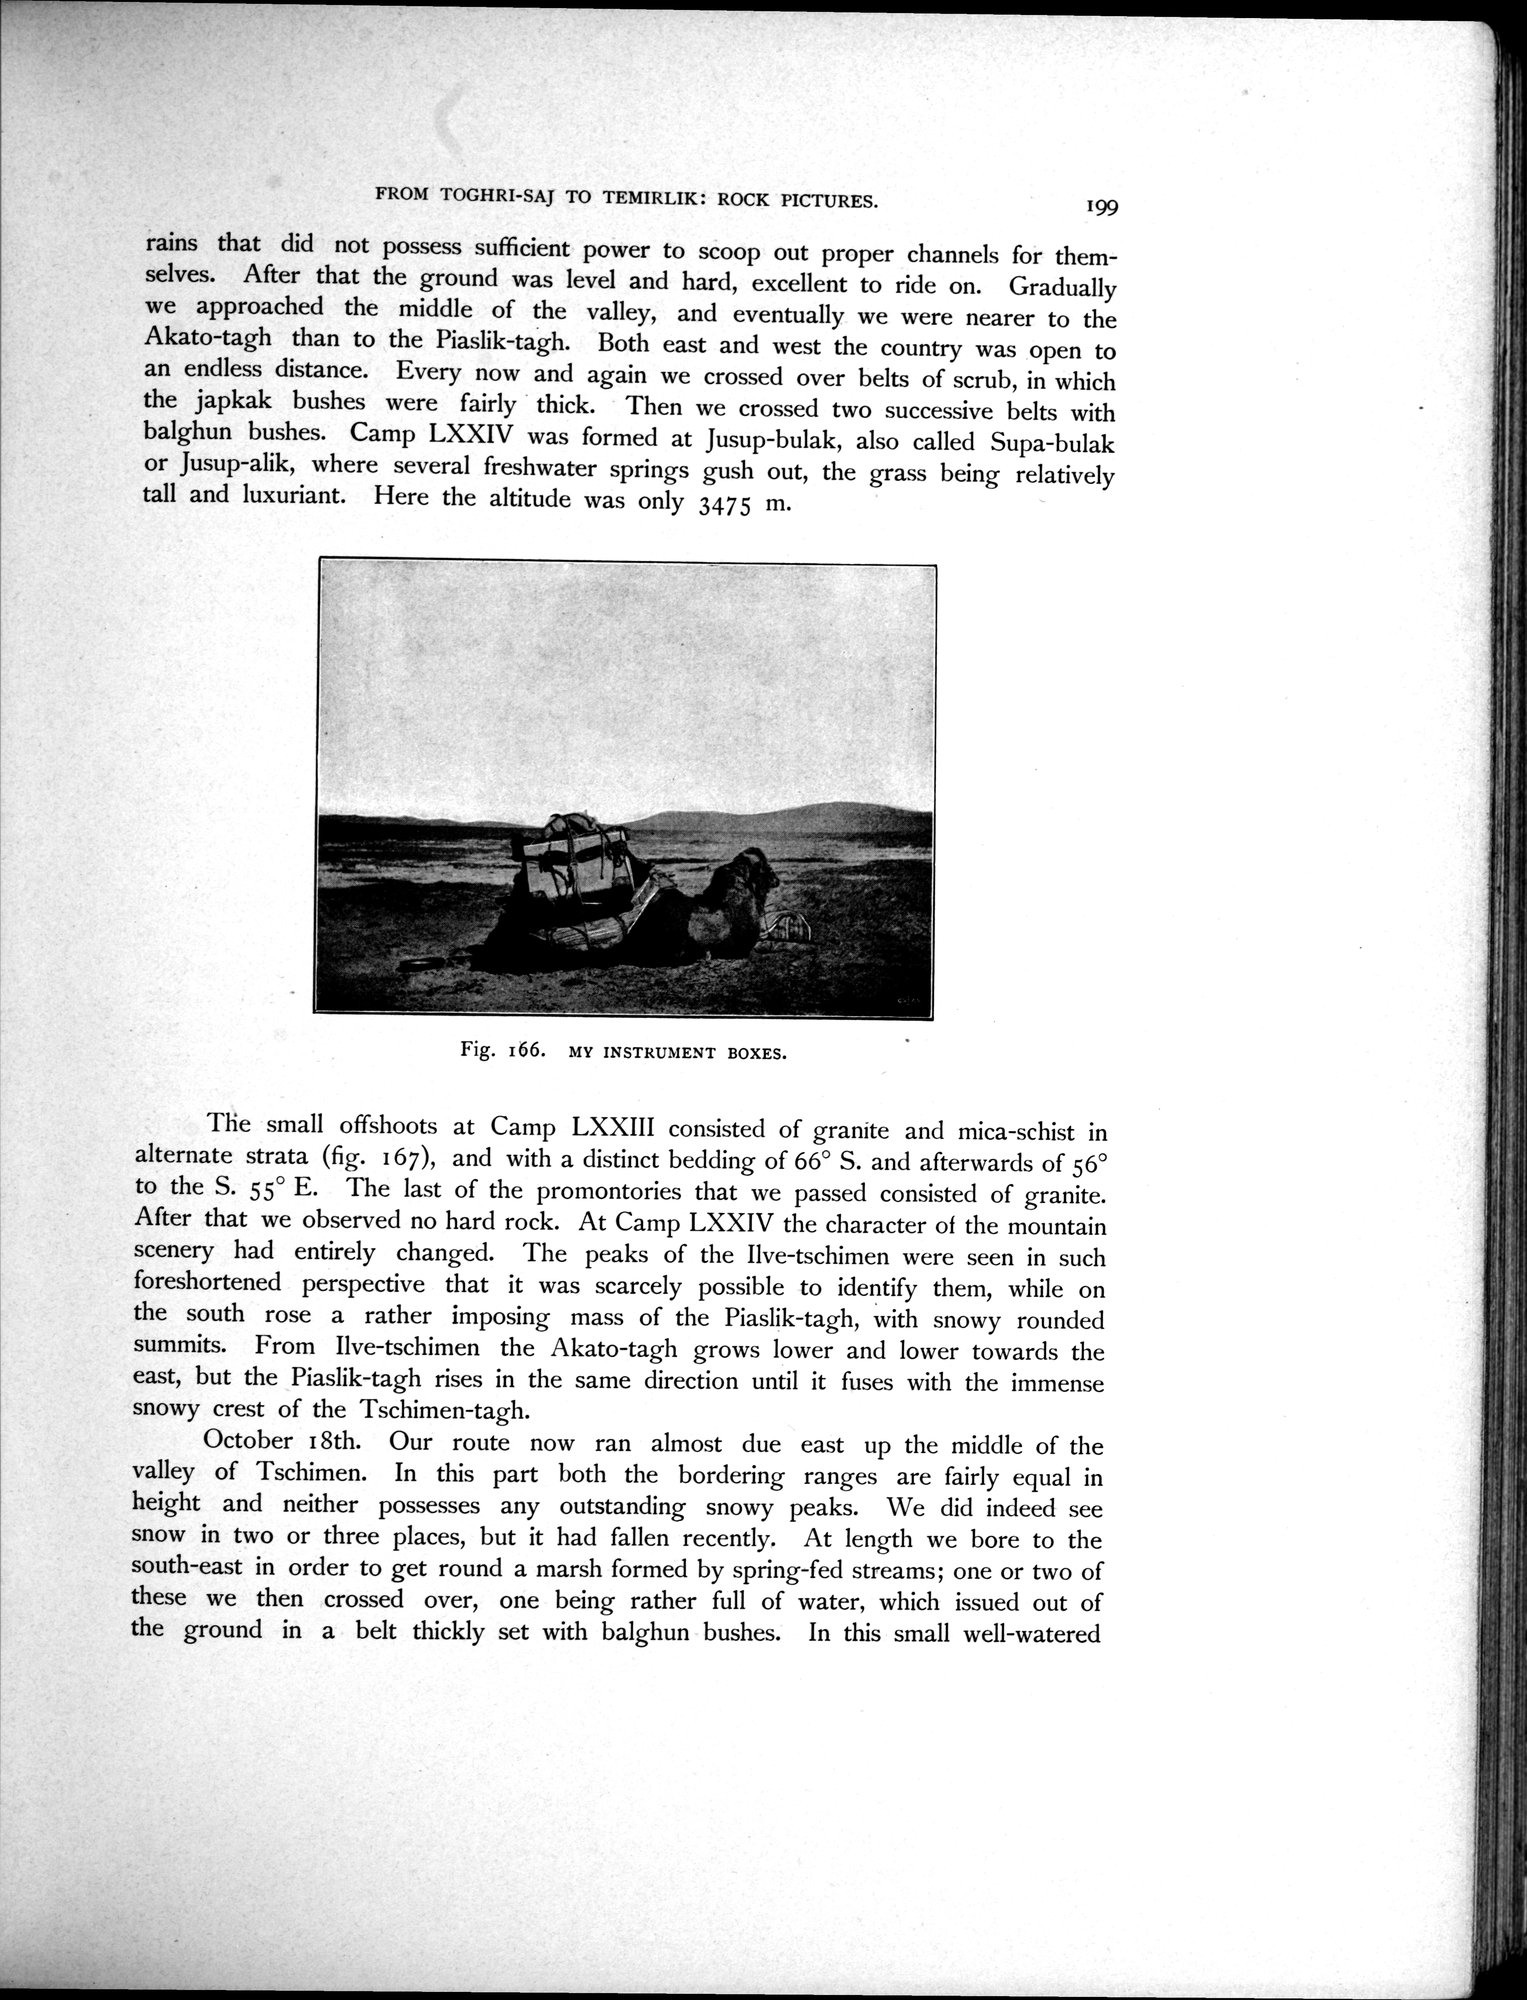 FROM TOGHRI-SAJ TO TEMIRLIK: ROCK PICTURES. 199
rains that did not possess sufficient power to scoop out proper channels for them-
selves. After that the ground was level and hard, excellent to ride on. Gradually
we approached the middle of the valley, and eventually we were nearer to the
Akato-tagh than to the Piaslik-tagh. Both east and west the country was open to
an endless distance. Every now and again we crossed over belts of scrub, in which
the japkak bushes were fairly thick. Then we crossed two successive belts with
balghun bushes. Camp LXXIV was formed at Jusup-bulak, also called Supa-bulak
or Jusup-alik, where several freshwater springs gush out, the grass being relatively
tall and luxuriant. Here the altitude was only 3475 m.
Fig. 166. MY INSTRUMENT BOXES.
The small offshoots at Camp LXXIII consisted of granite and mica-schist in
alternate strata (fig. 167), and with a distinct bedding of 66° S. and afterwards of 56°
to the S. 55° E. The last of the promontories that we passed consisted of granite.
After that we observed no hard rock. At Camp LXXIV the character of the mountain
scenery had entirely changed. The peaks of the Ilve-tschimen were seen in such
foreshortened perspective that it was scarcely possible to identify them, while on
the south rose a rather imposing mass of the Piaslik-tagh, with snowy rounded
summits. From Ilve-tschimen the Akato-tagh grows lower and lower towards the
east, but the Piaslik-tagh rises in the same direction until it fuses with the immense
snowy crest of the Tschimen-tagh.
October 18th. Our route now ran almost due east up the middle of the
valley of Tschimen. In this part both the bordering ranges are fairly equal in
height and neither possesses any outstanding snowy peaks. We did indeed see
snow in two or three places, but it had fallen recently. At length we bore to the
south-east in order to get round a marsh formed by spring-fed streams; one or two of
these we then crossed over, one being rather full of water, which issued out of
the ground in a belt thickly set with balghun bushes. In this small well-watered